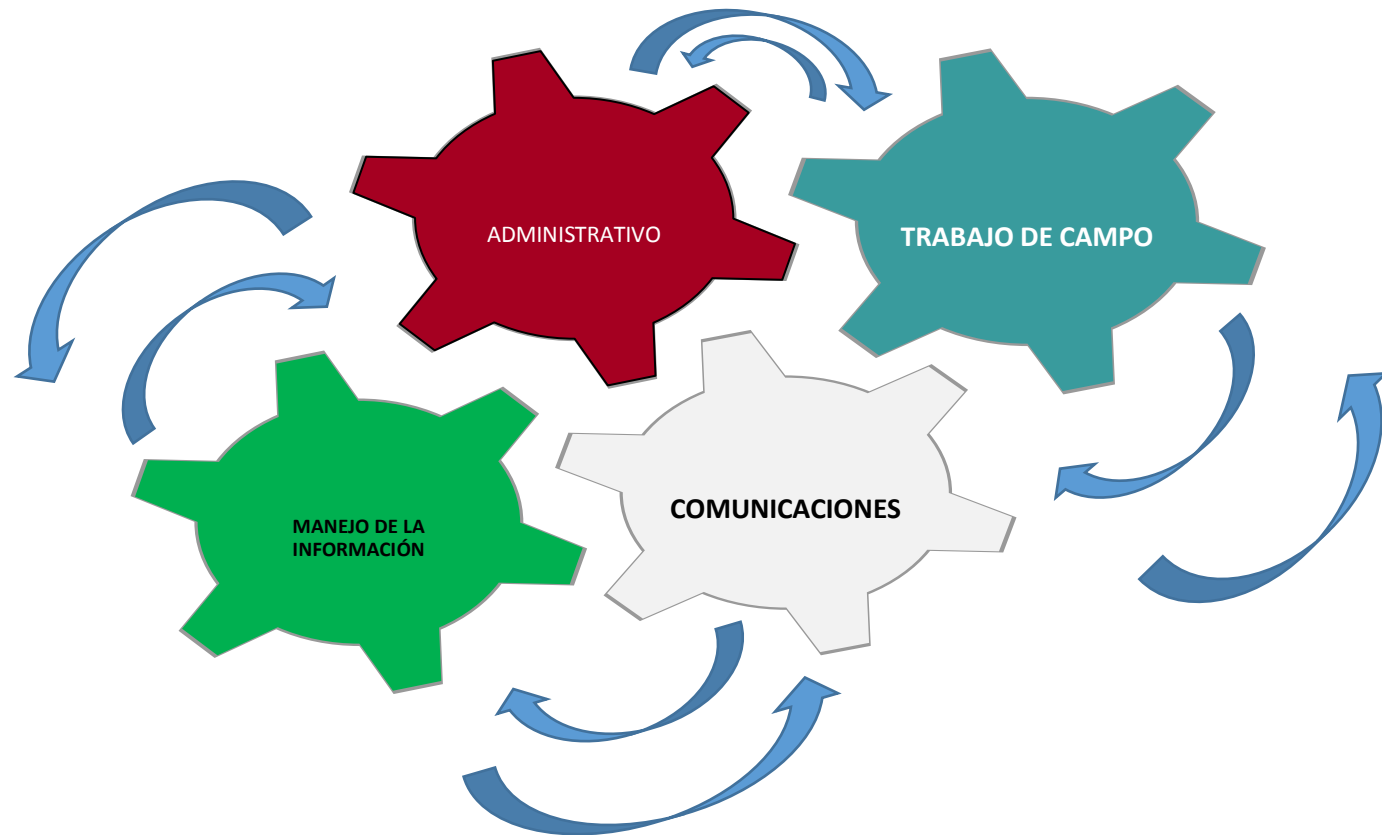 ADMINISTRATIVO
TRABAJO DE CAMPO
MANEJO DE LA
INFORMACIÓN
COMUNICACIONES